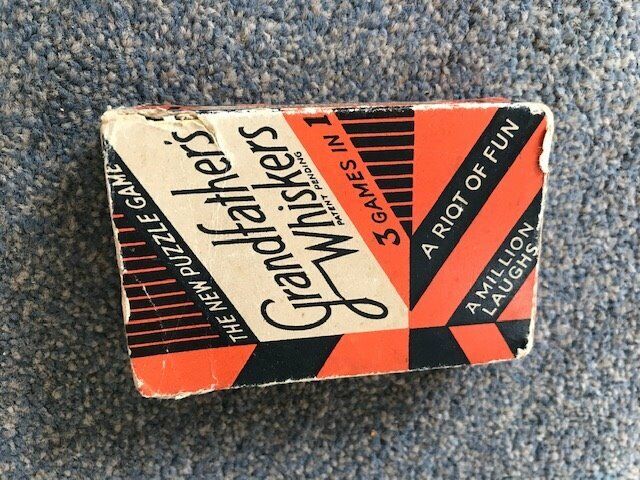 THE NEW PUZZLE GAME
Grandfather's
Whiskers
PATENT PENDING
3 GAMES IN 1
A RIOT OF FUN
A MILLION
LAUGHS